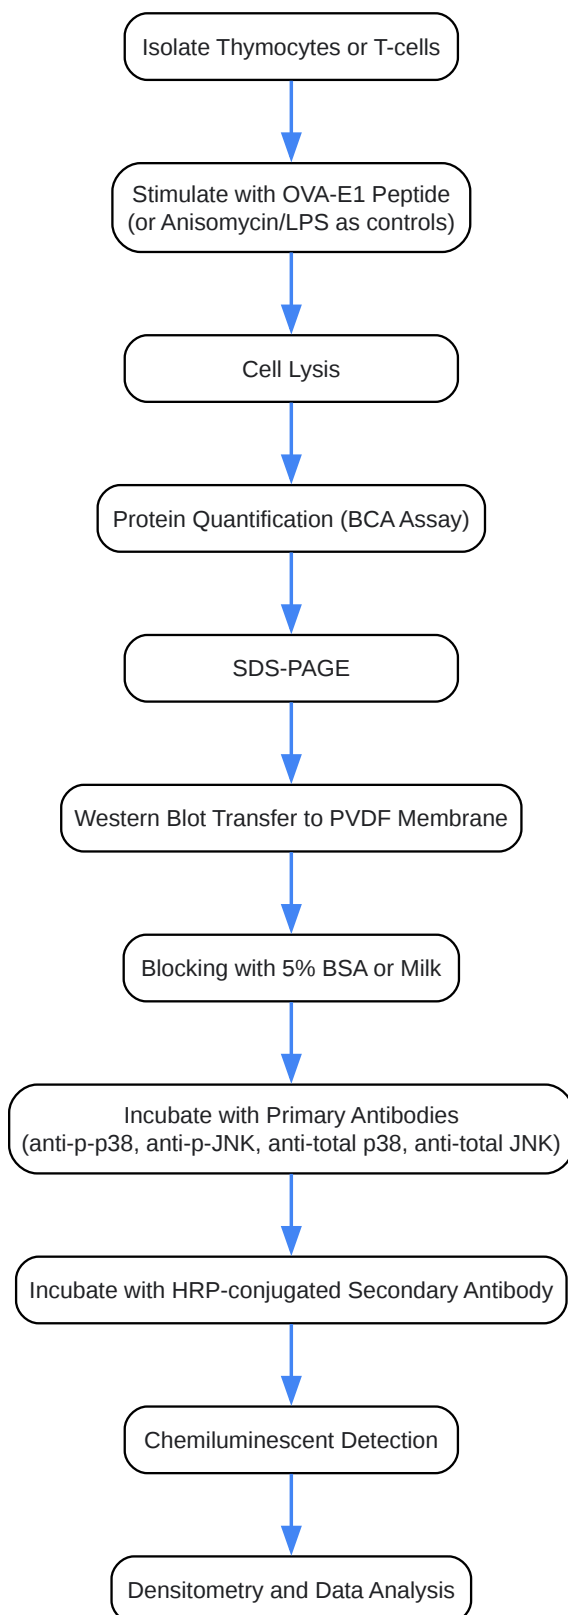 Isolate Thymocytes or T-cells
Stimulate with OVA-E1 Peptide
(or Anisomycin/LPS as controls)
Cell Lysis
Protein Quantification (BCA Assay)
SDS-PAGE
Western Blot Transfer to PVDF Membrane
Blocking with 5% BSA or Milk
Incubate with Primary Antibodies
(anti-p-p38, anti-p-JNK, anti-total p38, anti-total JNK)
Incubate with HRP-conjugated Secondary Antibody
Chemiluminescent Detection
Densitometry and Data Analysis